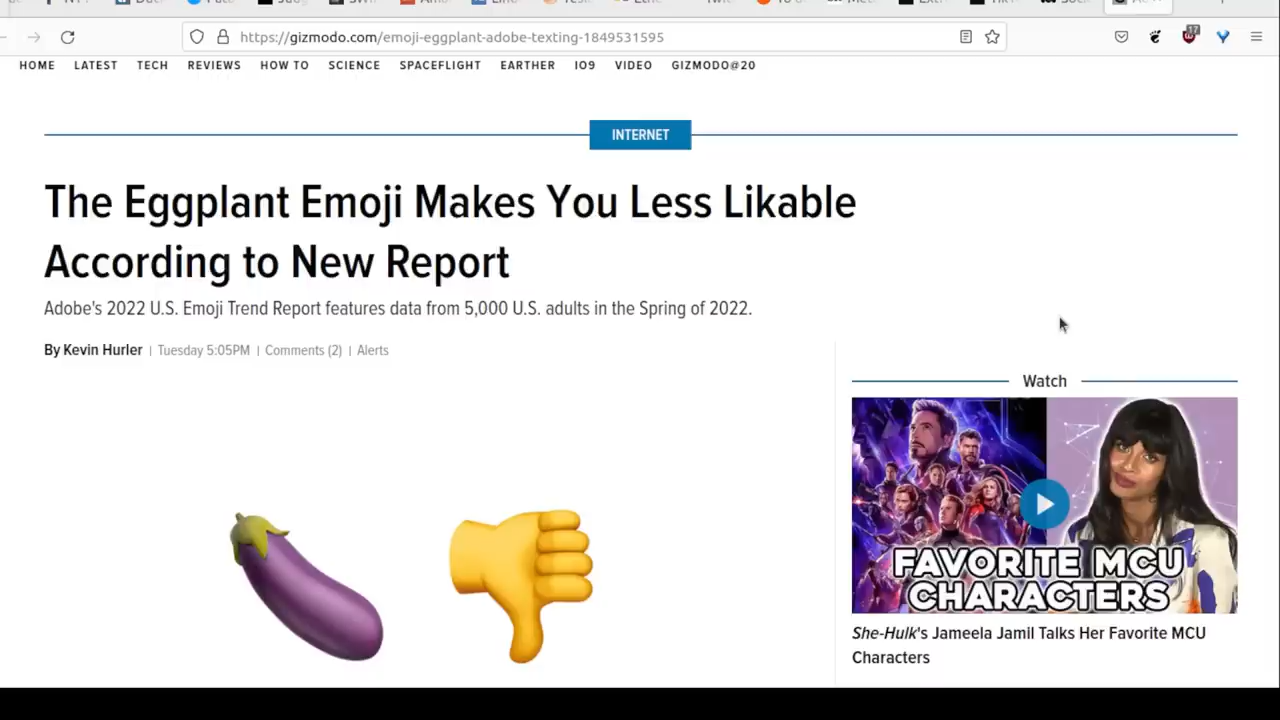 https://gizmodo.com/emoji-eggplant-adobe-texting-1849531595
17
HOME LATEST TECH REVIEWS HOW TO SCIENCE SPACEFLIGHT EARTHER IO9 VIDEO GIZMODO@20
INTERNET
The Eggplant Emoji Makes You Less Likable
According to New Report
Adobe's 2022 U.S. Emoji Trend Report features data from 5,000 U.S. adults in the Spring of 2022.
By Kevin Hurler | Tuesday 5:05PM | Comments (2) | Alerts
Watch
FAVORITE MCU
CHARACTERS
She-Hulk's Jameela Jamil Talks Her Favorite MCU
Characters